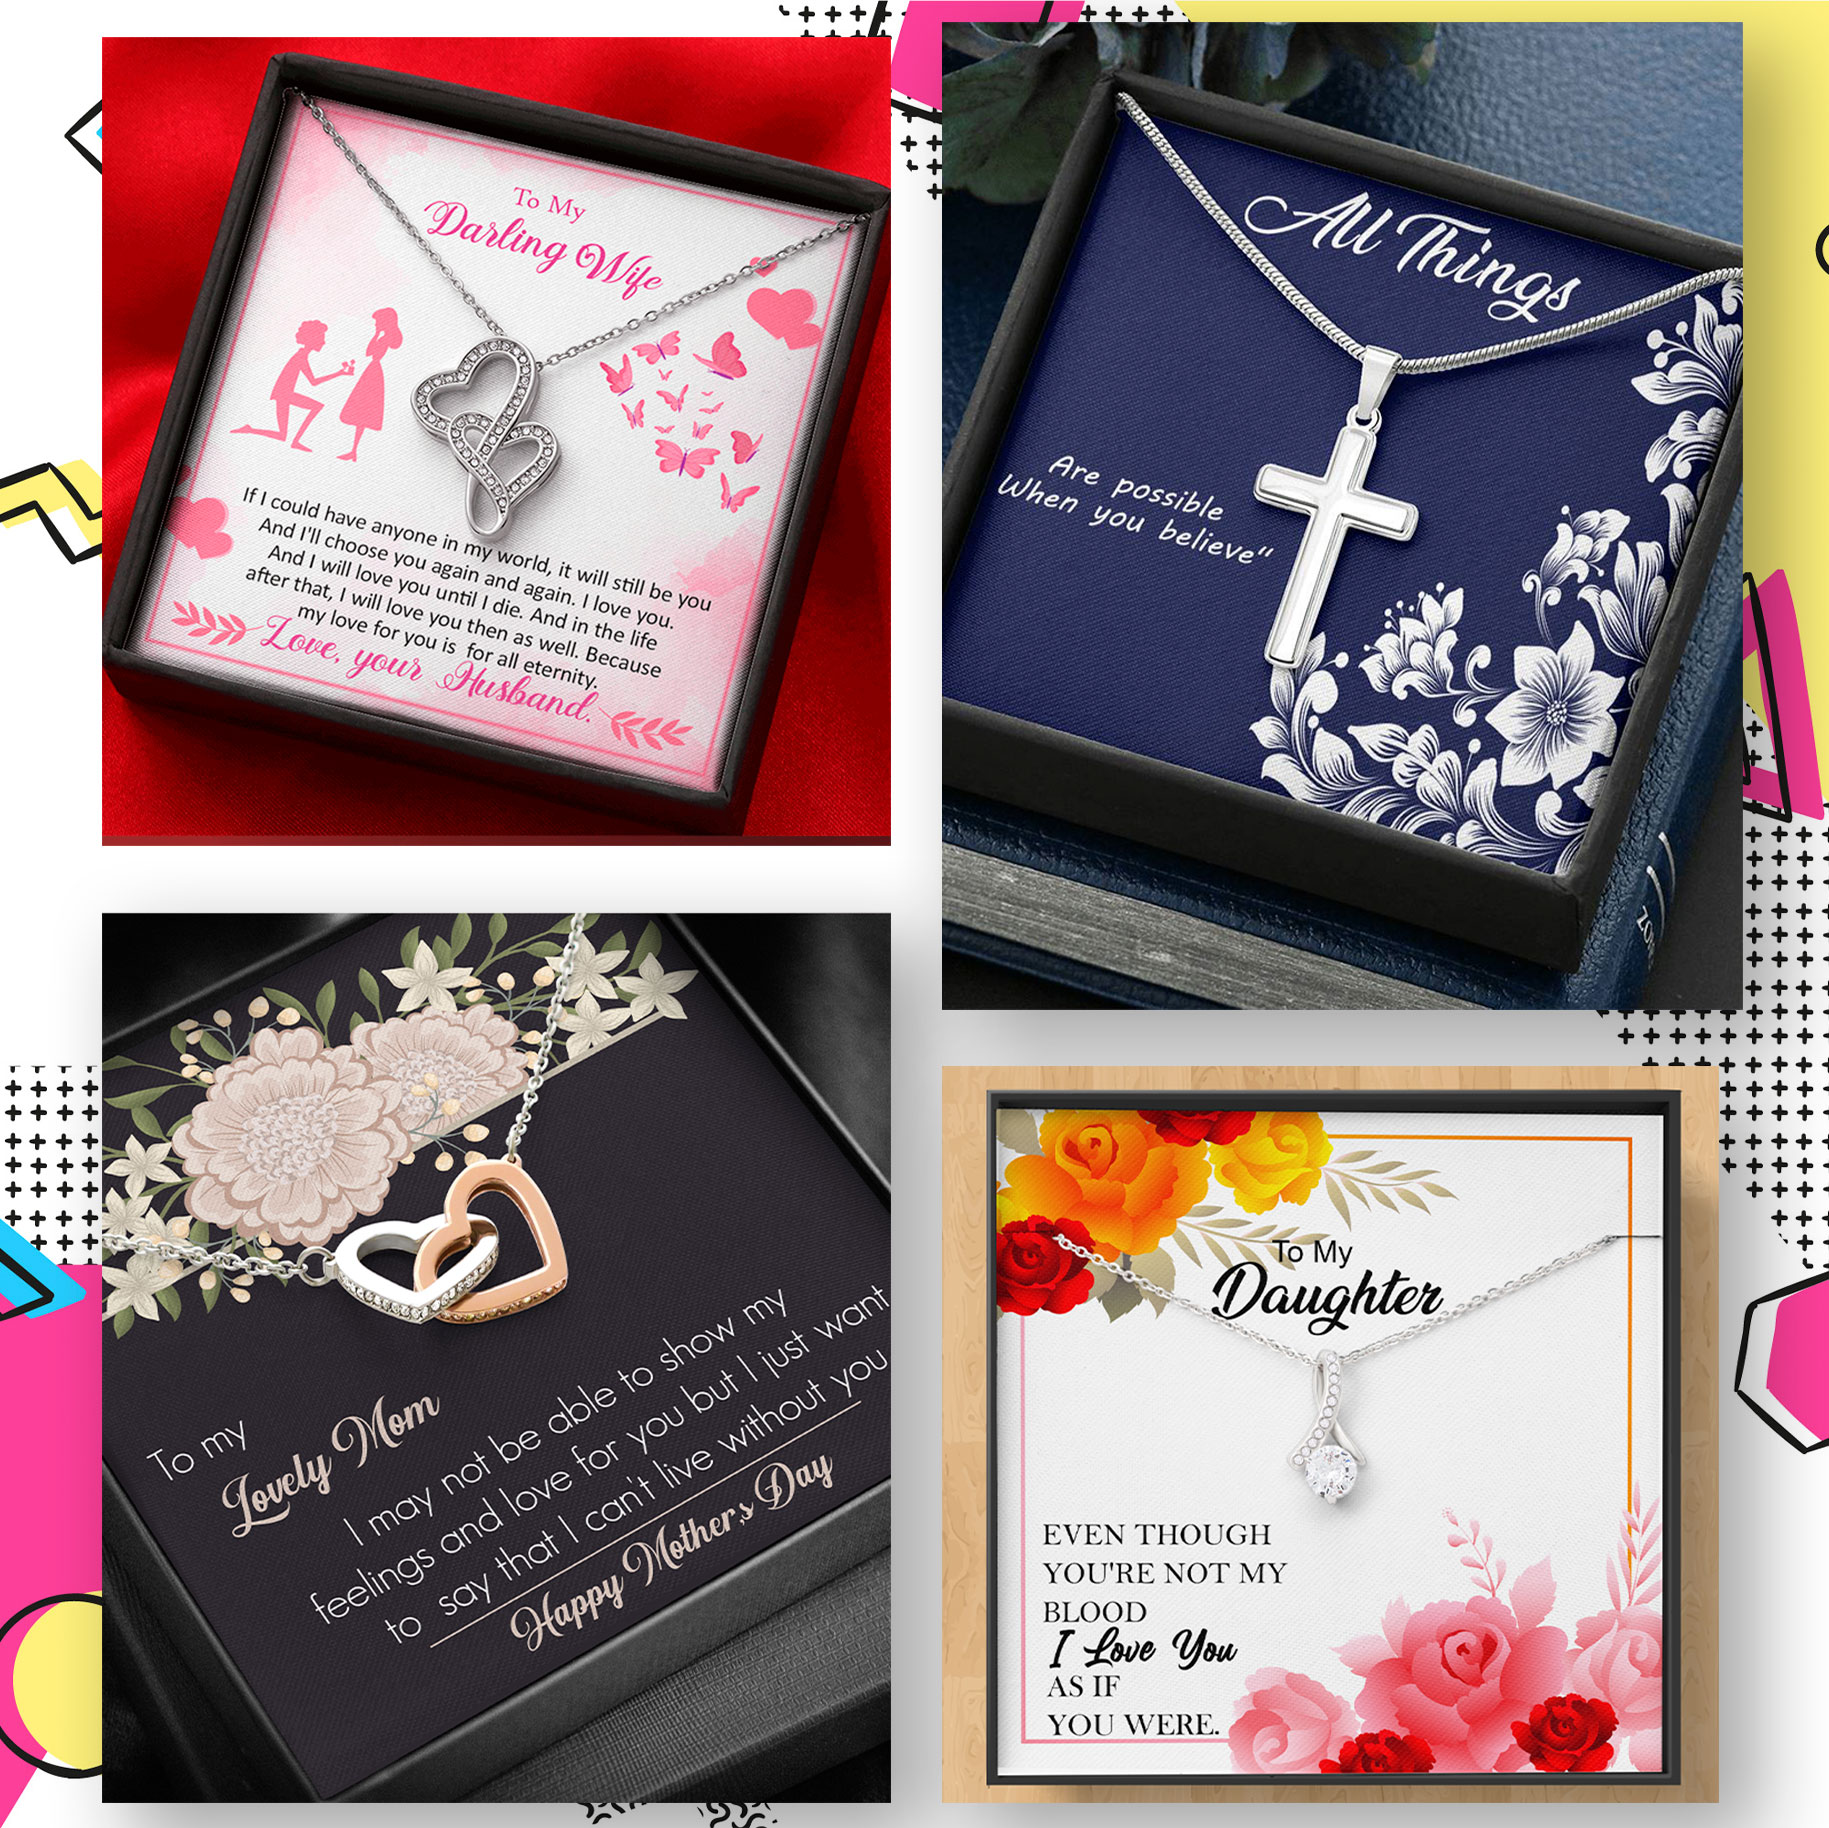 To My
Darling Wife
If I could have anyone in my world, it will still be you
And I'll choose you again and again. I love you.
And I will love you until I die. And in the life
after that, I will love you then as well. Because
my love for you is for all eternity.
Love, your Husband.
All Things
Are possible
When you believe"
To my
Lovely Mom
I may not be able to show my
feelings and love for you but I just want
to say that I can't live without you
Happy Mother,s Day
To My
Daughter
EVEN THOUGH
YOU'RE NOT MY
BLOOD
I Love You
AS IF
YOU WERE.